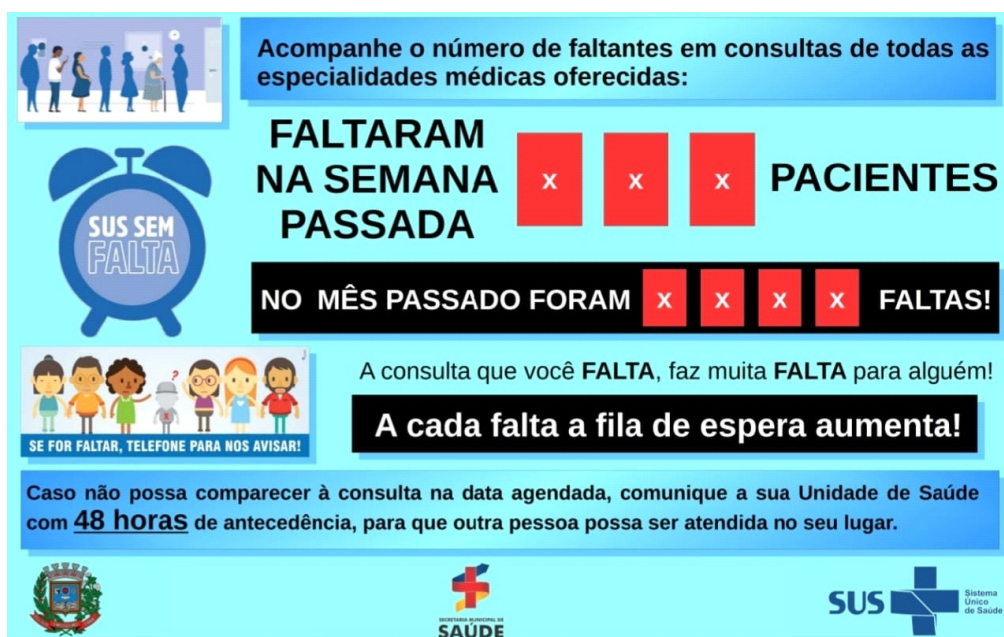 Acompanhe o número de faltantes em consultas de todas as
especialidades médicas oferecidas:
FALTARAM
NA SEMANA
PASSADA
x x x
PACIENTES
SUS SEM
FALTA
NO MÊS PASSADO FORAM x x x x FALTAS!
?
x
SE FOR FALTAR, TELEFONE PARA NOS AVISAR!
A consulta que você FALTA, faz muita FALTA para alguém!
A cada falta a fila de espera aumenta!
Caso não possa comparecer à consulta na data agendada, comunique a sua Unidade de Saúde
com 48 horas de antecedência, para que outra pessoa possa ser atendida no seu lugar.
SECRETARIA MUNICIPAL DE
SAÚDE
SUS
Sistema
Único
de Saúde